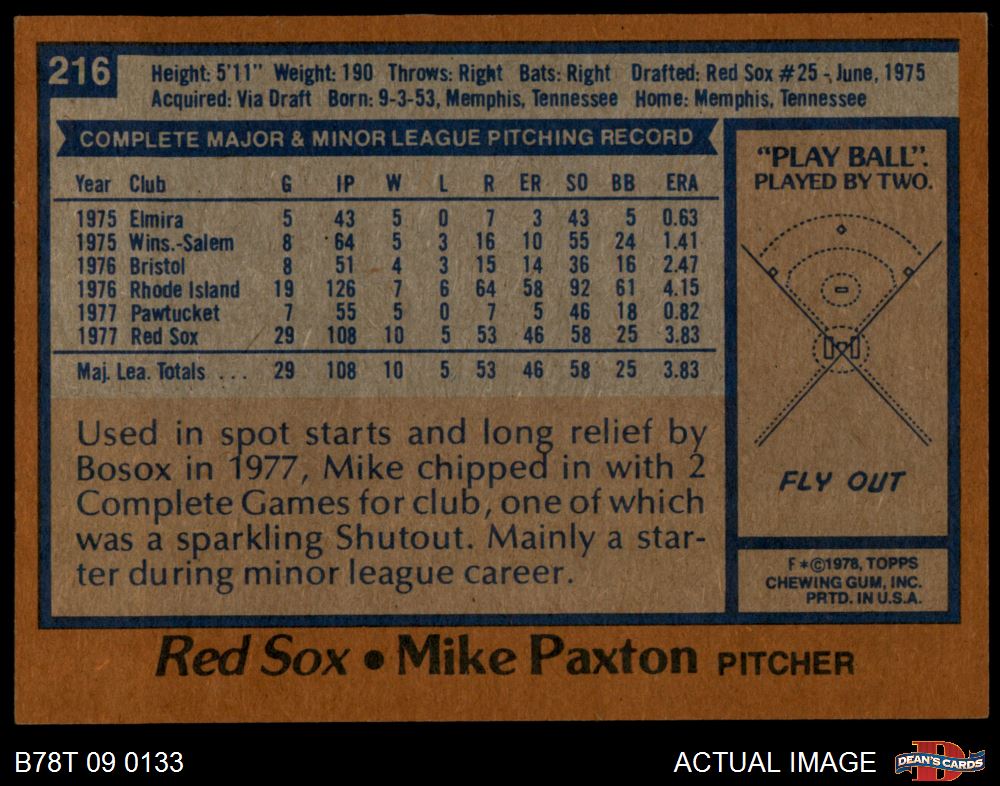 216
Height: 5'11" Weight: 190 Throws: Right Bats: Right Drafted: Red Sox #25 - June, 1975
Acquired: Via Draft Born: 9-3-53, Memphis, Tennessee Home: Memphis, Tennessee
COMPLETE MAJOR & MINOR LEAGUE PITCHING RECORD
Year Club G IP W L R ER SO BB ERA
1975 Elmira 5 43 5 0 7 3 43 5 0.63
1975 Wins.-Salem 8 64 5 3 16 10 55 24 1.41
1976 Bristol 8 51 4 3 15 14 36 16 2.47
1976 Rhode Island 19 126 7 6 64 58 92 61 4.15
1977 Pawtucket 7 55 5 0 7 5 46 18 0.82
1977 Red Sox 29 108 10 5 53 46 58 25 3.83
Maj. Lea. Totals ... 29 108 10 5 53 46 58 25 3.83
Used in spot starts and long relief by
Bosox in 1977, Mike chipped in with 2
Complete Games for club, one of which
was a sparkling Shutout. Mainly a star-
ter during minor league career.
"PLAY BALL".
PLAYED BY TWO.
FLY OUT
F*©1978, TOPPS
CHEWING GUM, INC.
PRTD. IN U.S.A.
Red Sox • Mike Paxton PITCHER
B78T 09 0133
ACTUAL IMAGE
D
DEAN'S CARDS